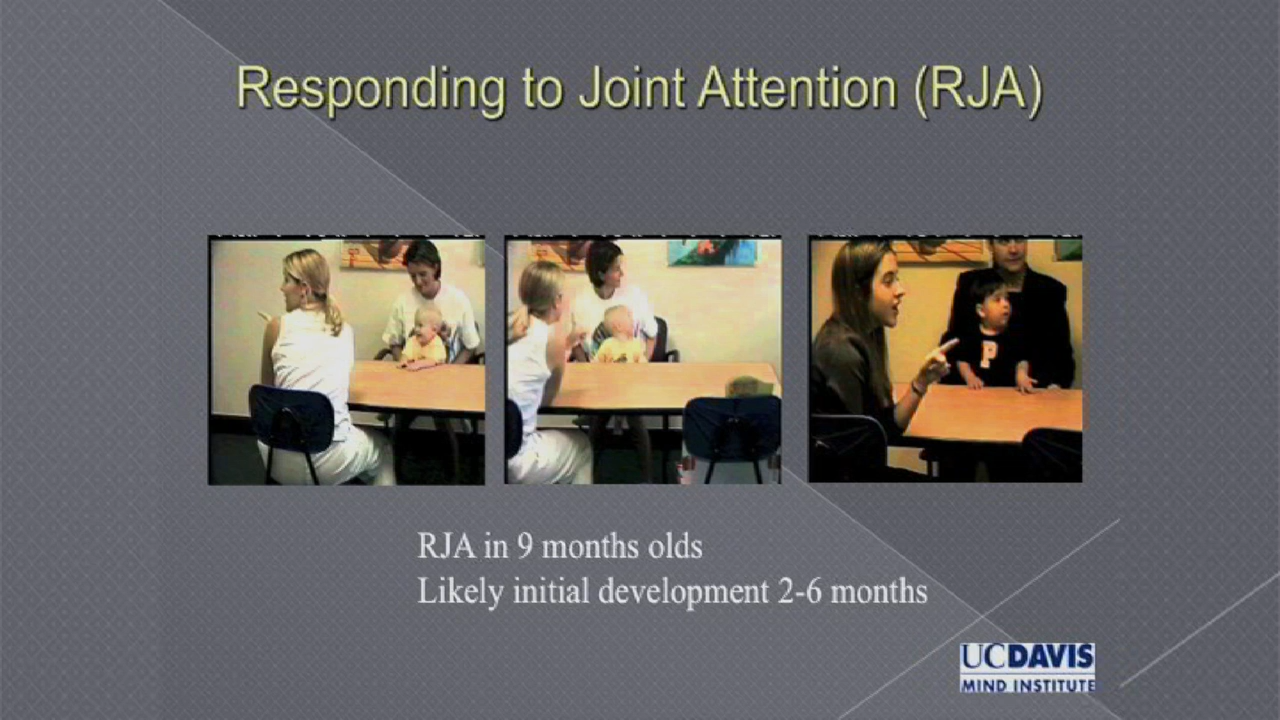 Responding to Joint Attention (RJA)
P
RJA in 9 months olds
Likely initial development 2-6 months
UCDAVIS
MIND INSTITUTE